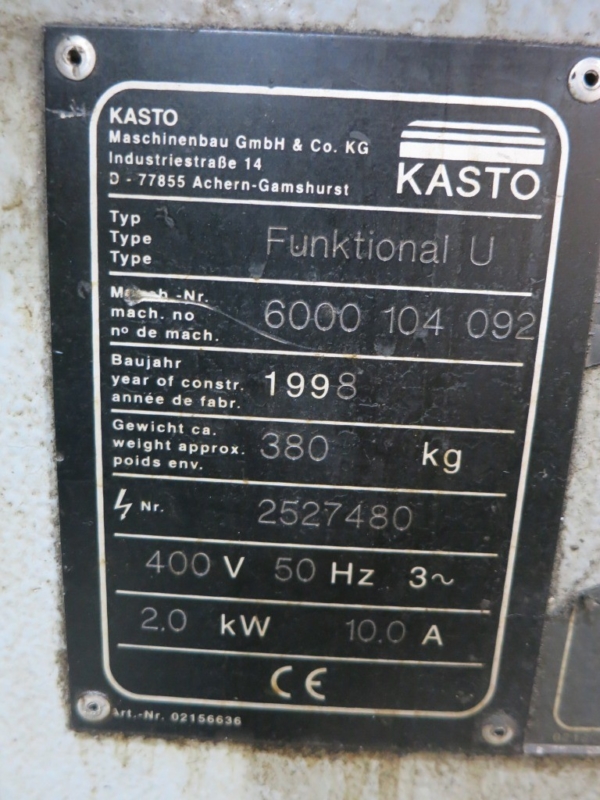 KASTO
Maschinenbau GmbH & Co. KG
Industriestraße 14
D - 77855 Achern-Gamshurst
KASTO
Typ
Type
Type
Funktional U
-Nr.
mach. no
nº de mach.
6000 104 092
Baujahr
year of constr.
année de fabr.
1998
Gewicht ca.
weight approx.
poids env.
380 kg
Nr. 2527480
400 V 50 Hz 3~
2.0 kW 10.0 A
CE
Art.-Nr. 02156636